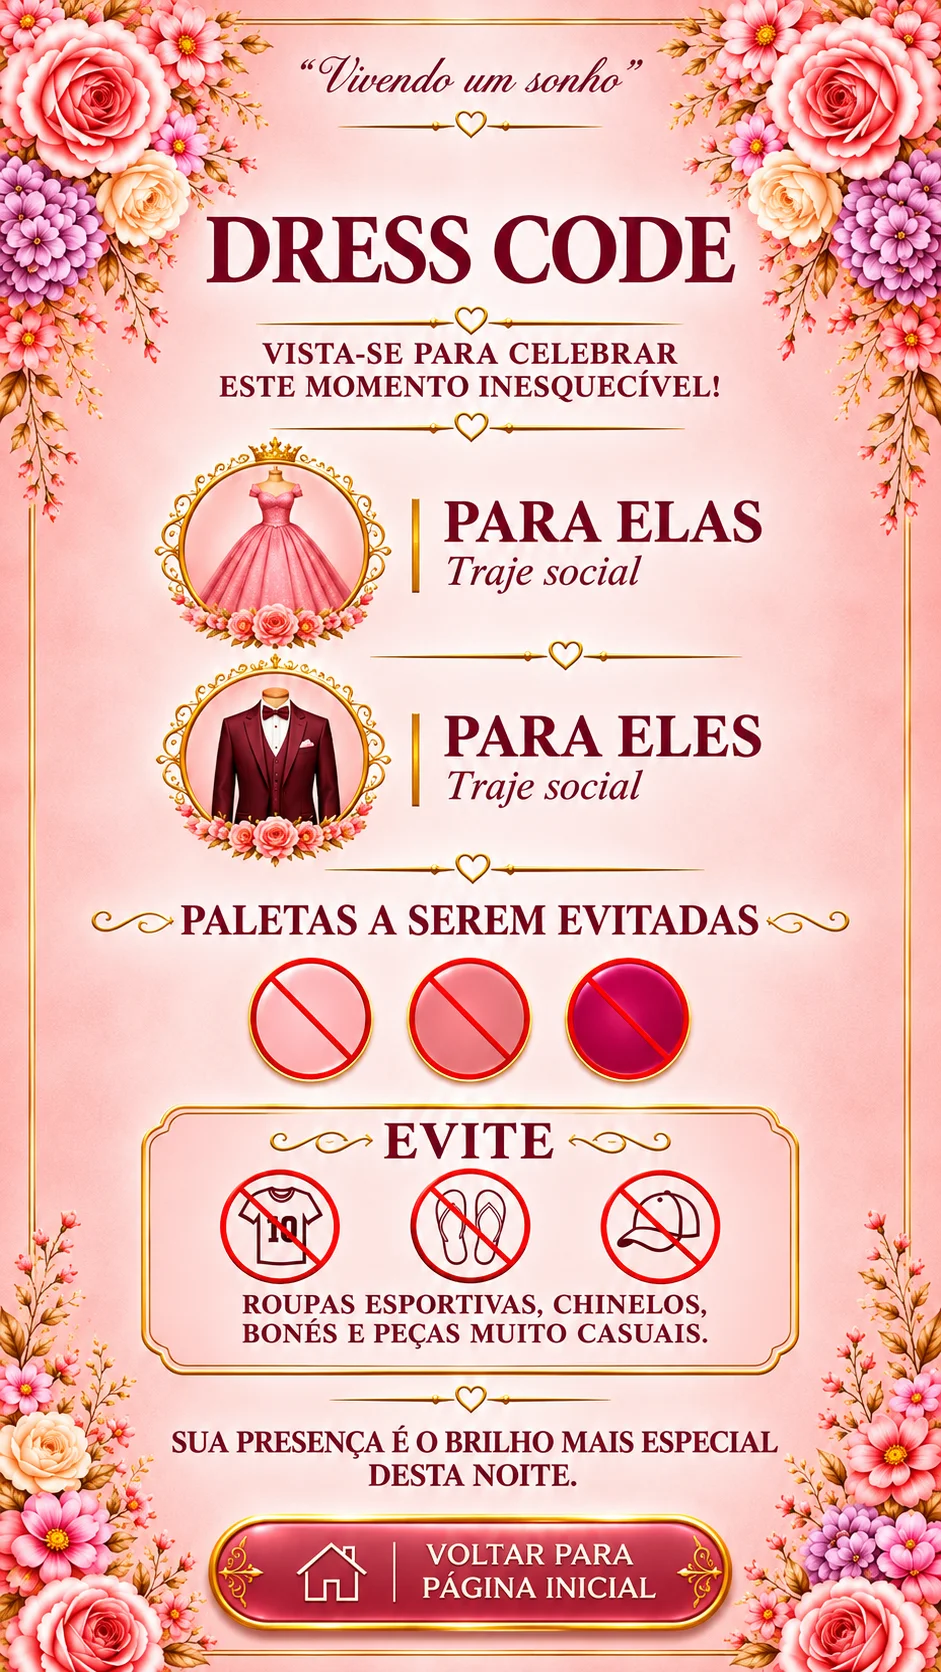 “Vivendo um sonho”
DRESS CODE
VISTA-SE PARA CELEBRAR
ESTE MOMENTO INESQUECÍVEL!
PARA ELAS
Traje social
PARA ELES
Traje social
PALETAS A SEREM EVITADAS
EVITE
10
ROUPAS ESPORTIVAS, CHINELOS,
BONÉS E PEÇAS MUITO CASUAIS.
SUA PRESENÇA É O BRILHO MAIS ESPECIAL
DESTA NOITE.
VOLTAR PARA
PÁGINA INICIAL